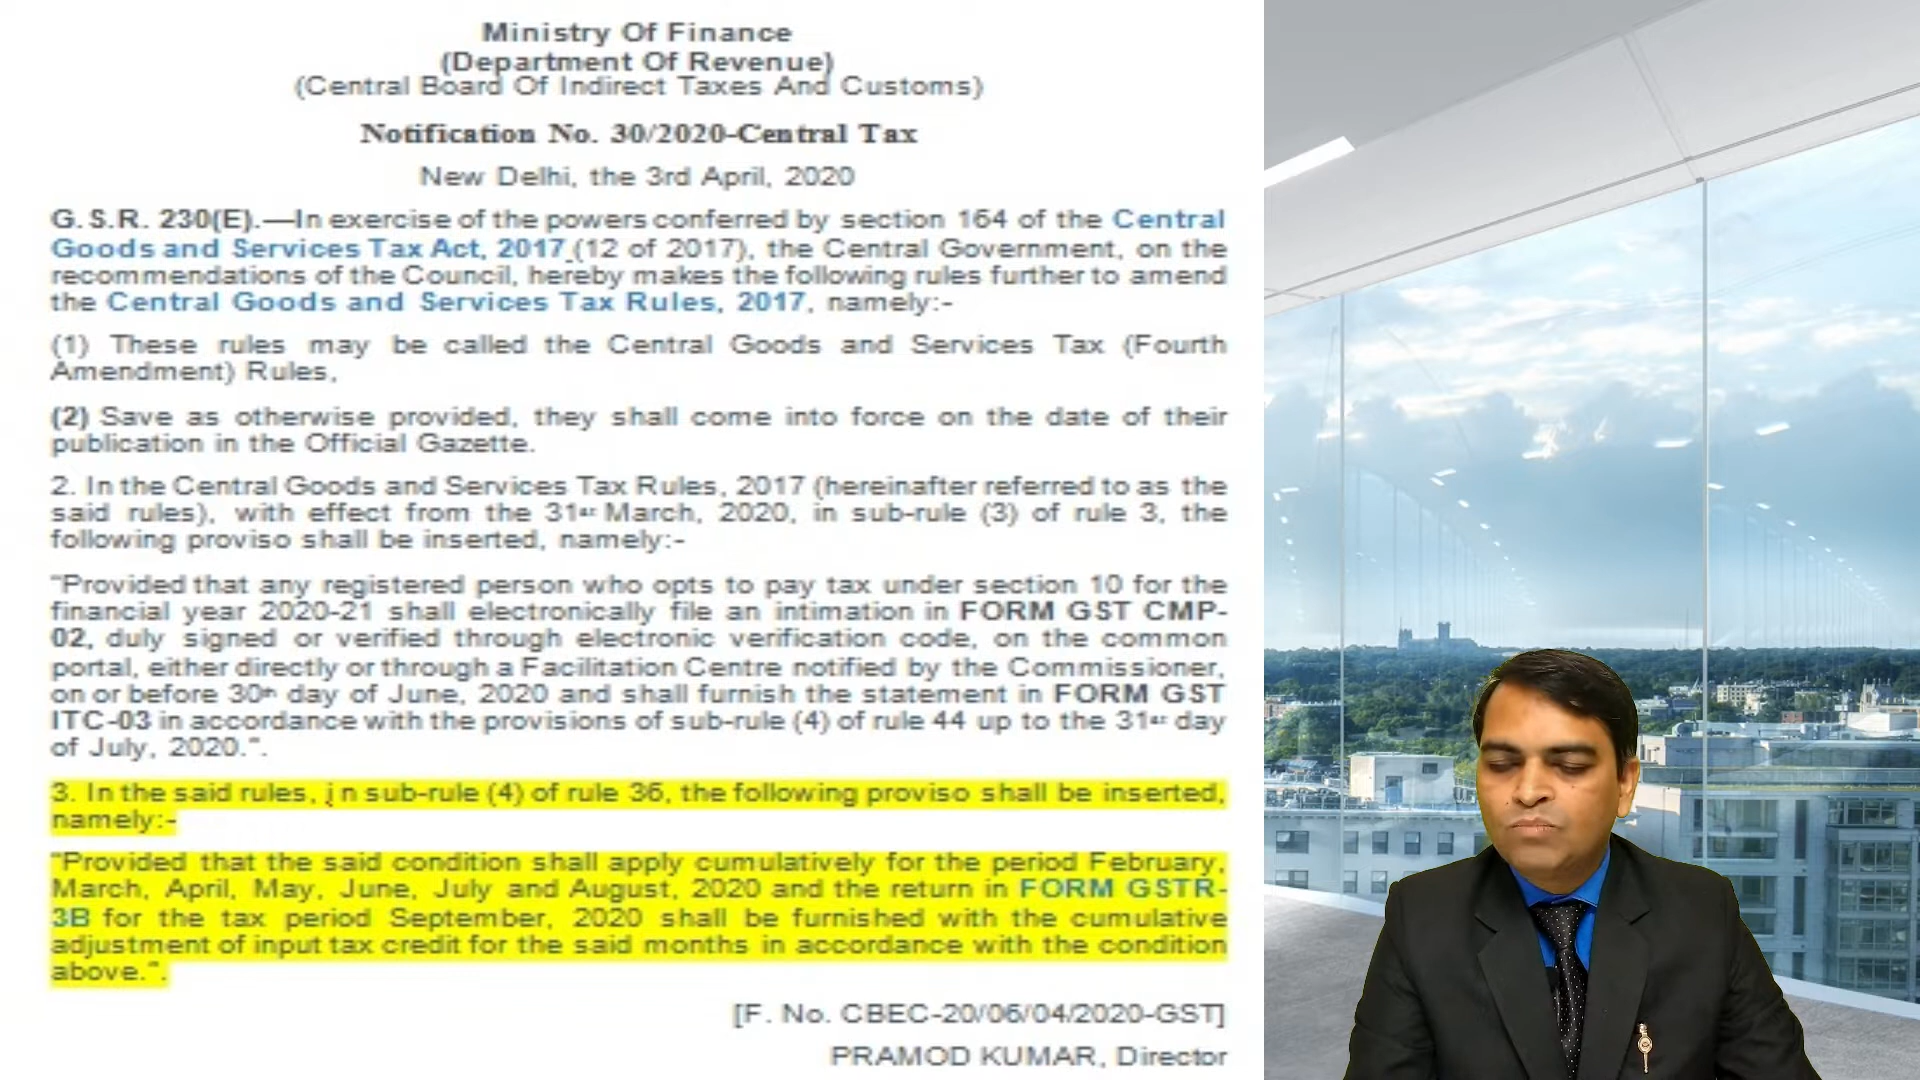 Ministry Of Finance
(Department Of Revenue)
(Central Board Of Indirect Taxes And Customs)
Notification No. 30/2020-Central Tax
New Delhi, the 3rd April, 2020
G.S.R. 230(E).—In exercise of the powers conferred by section 164 of the Central
Goods and Services Tax Act, 2017 (12 of 2017), the Central Government, on the
recommendations of the Council, hereby makes the following rules further to amend
the Central Goods and Services Tax Rules, 2017, namely:-
(1) These rules may be called the Central Goods and Services Tax (Fourth
Amendment) Rules,
(2) Save as otherwise provided, they shall come into force on the date of their
publication in the Official Gazette.
2. In the Central Goods and Services Tax Rules, 2017 (hereinafter referred to as the
said rules), with effect from the 31st March, 2020, in sub-rule (3) of rule 3, the
following proviso shall be inserted, namely:-
"Provided that any registered person who opts to pay tax under section 10 for the
financial year 2020-21 shall electronically file an intimation in FORM GST CMP-
02, duly signed or verified through electronic verification code, on the common
portal, either directly or through a Facilitation Centre notified by the Commissioner,
on or before 30th day of June, 2020 and shall furnish the statement in FORM GST
ITC-03 in accordance with the provisions of sub-rule (4) of rule 44 up to the 31st day
of July, 2020.".
3. In the said rules, in sub-rule (4) of rule 36, the following proviso shall be inserted,
namely:-
"Provided that the said condition shall apply cumulatively for the period February,
March, April, May, June, July and August, 2020 and the return in FORM GSTR-
3B for the tax period September, 2020 shall be furnished with the cumulative
adjustment of input tax credit for the said months in accordance with the condition
above.".
[F. No. CBEC-20/06/04/2020-GST]
PRAMOD KUMAR, Director